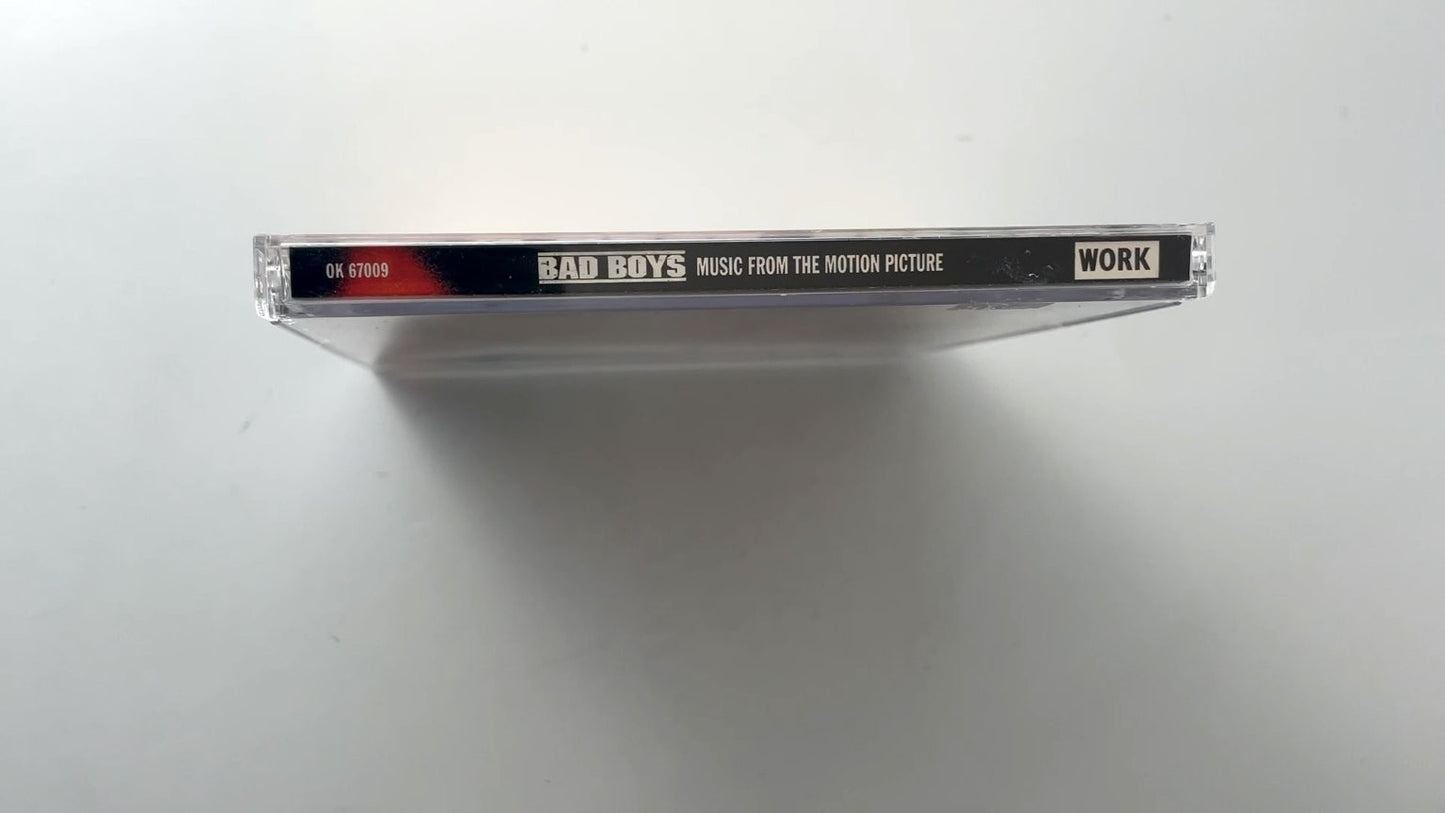 OK 67009 BAD BOYS MUSIC FROM THE MOTION PICTURE WORK